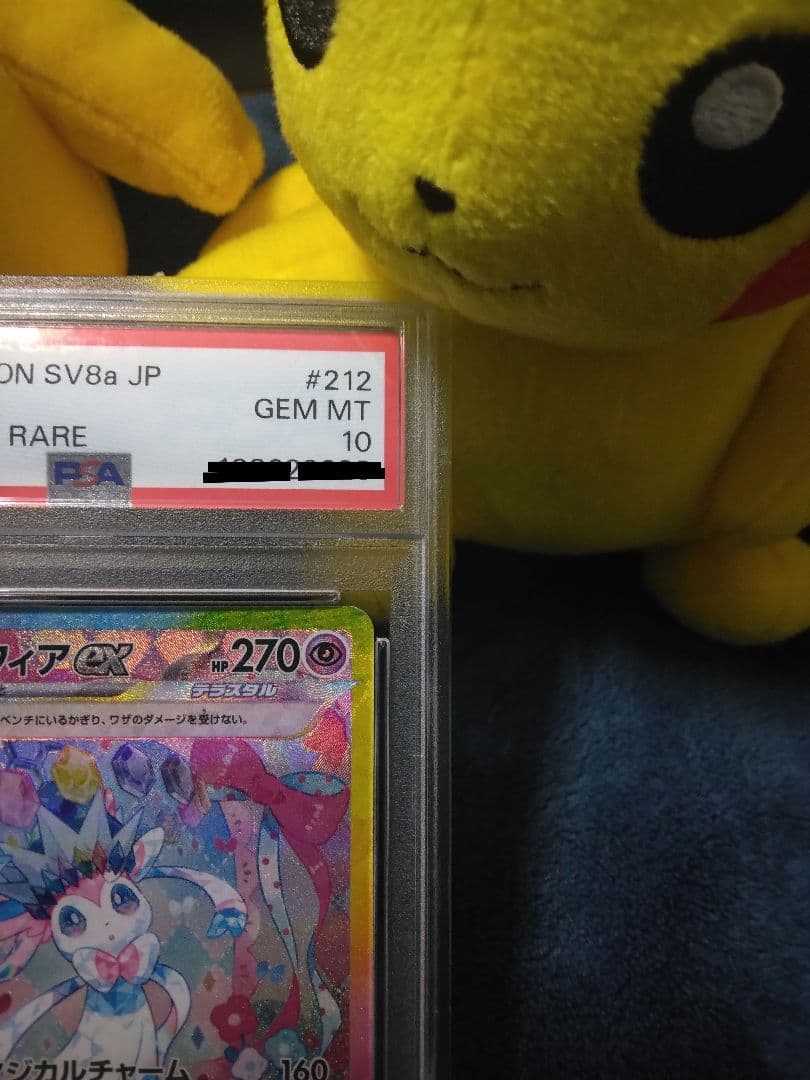 ON SV8a JP #212
GEM MT
RARE 10
PSA
フィアex HP270
テラスタル
ベンチにいるかぎり、ワザのダメージを受けない。
ジカルチャーム 160